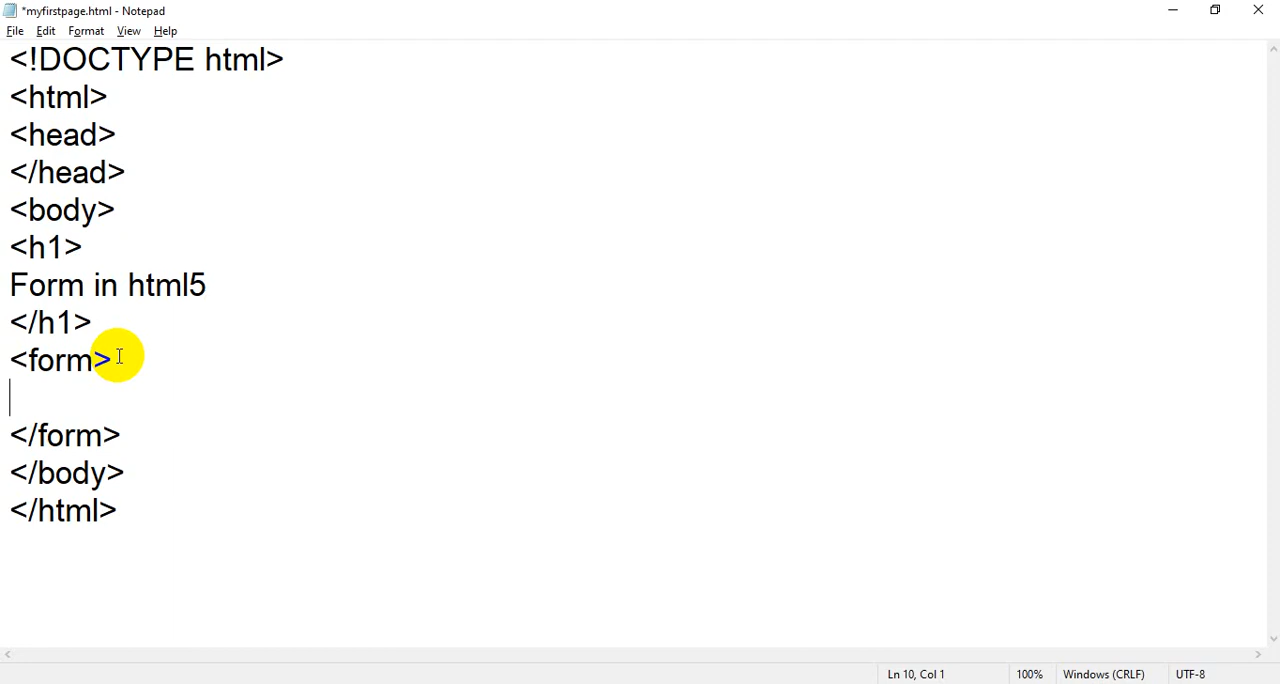 *myfirstpage.html - Notepad
File Edit Format View Help
<!DOCTYPE html>
<html>
<head>
</head>
<body>
<h1>
Form in html5
</h1>
<form>
</form>
</body>
</html>
Ln 10, Col 1 100% Windows (CRLF) UTF-8